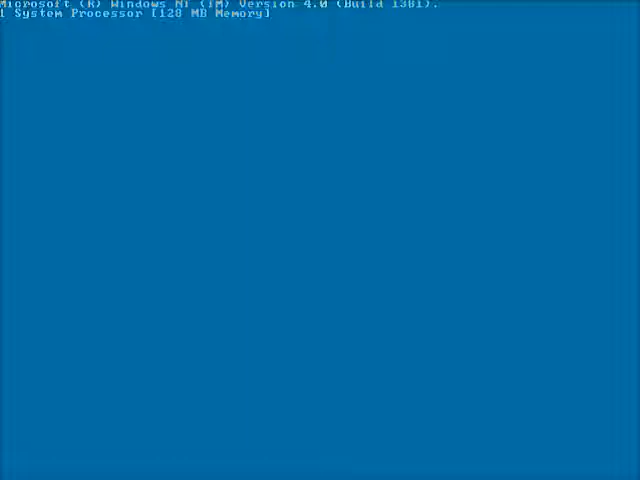 Microsoft (R) Windows NT (TM) Version 4.0 (Build 1381).
1 System Processor [128 MB Memory]